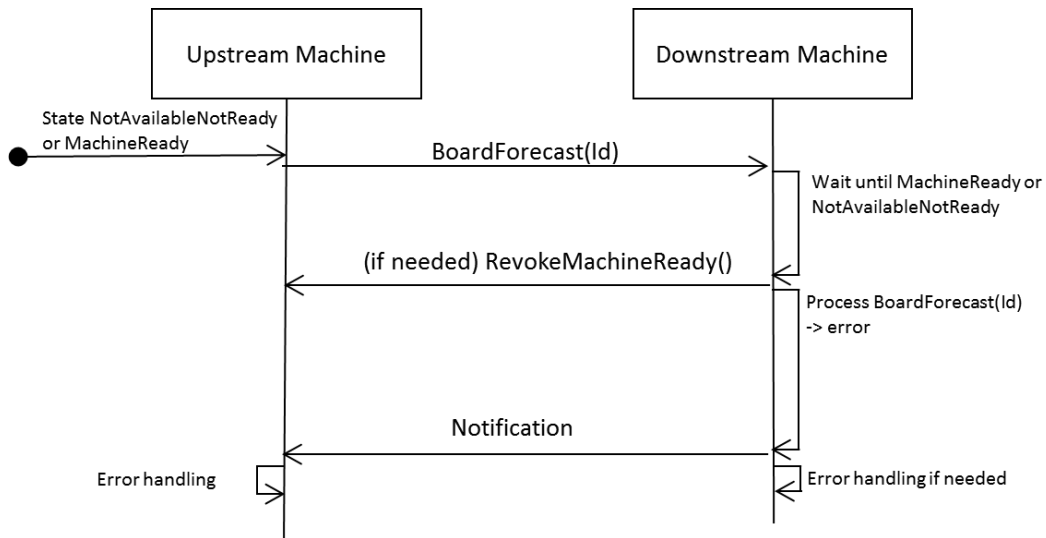 Upstream Machine
Downstream Machine
State NotAvailableNotReady
or MachineReady
BoardForecast(Id)
Wait until MachineReady or
NotAvailableNotReady
(if needed) RevokeMachineReady()
Process BoardForecast(Id)
-> error
Notification
Error handling
Error handling if needed